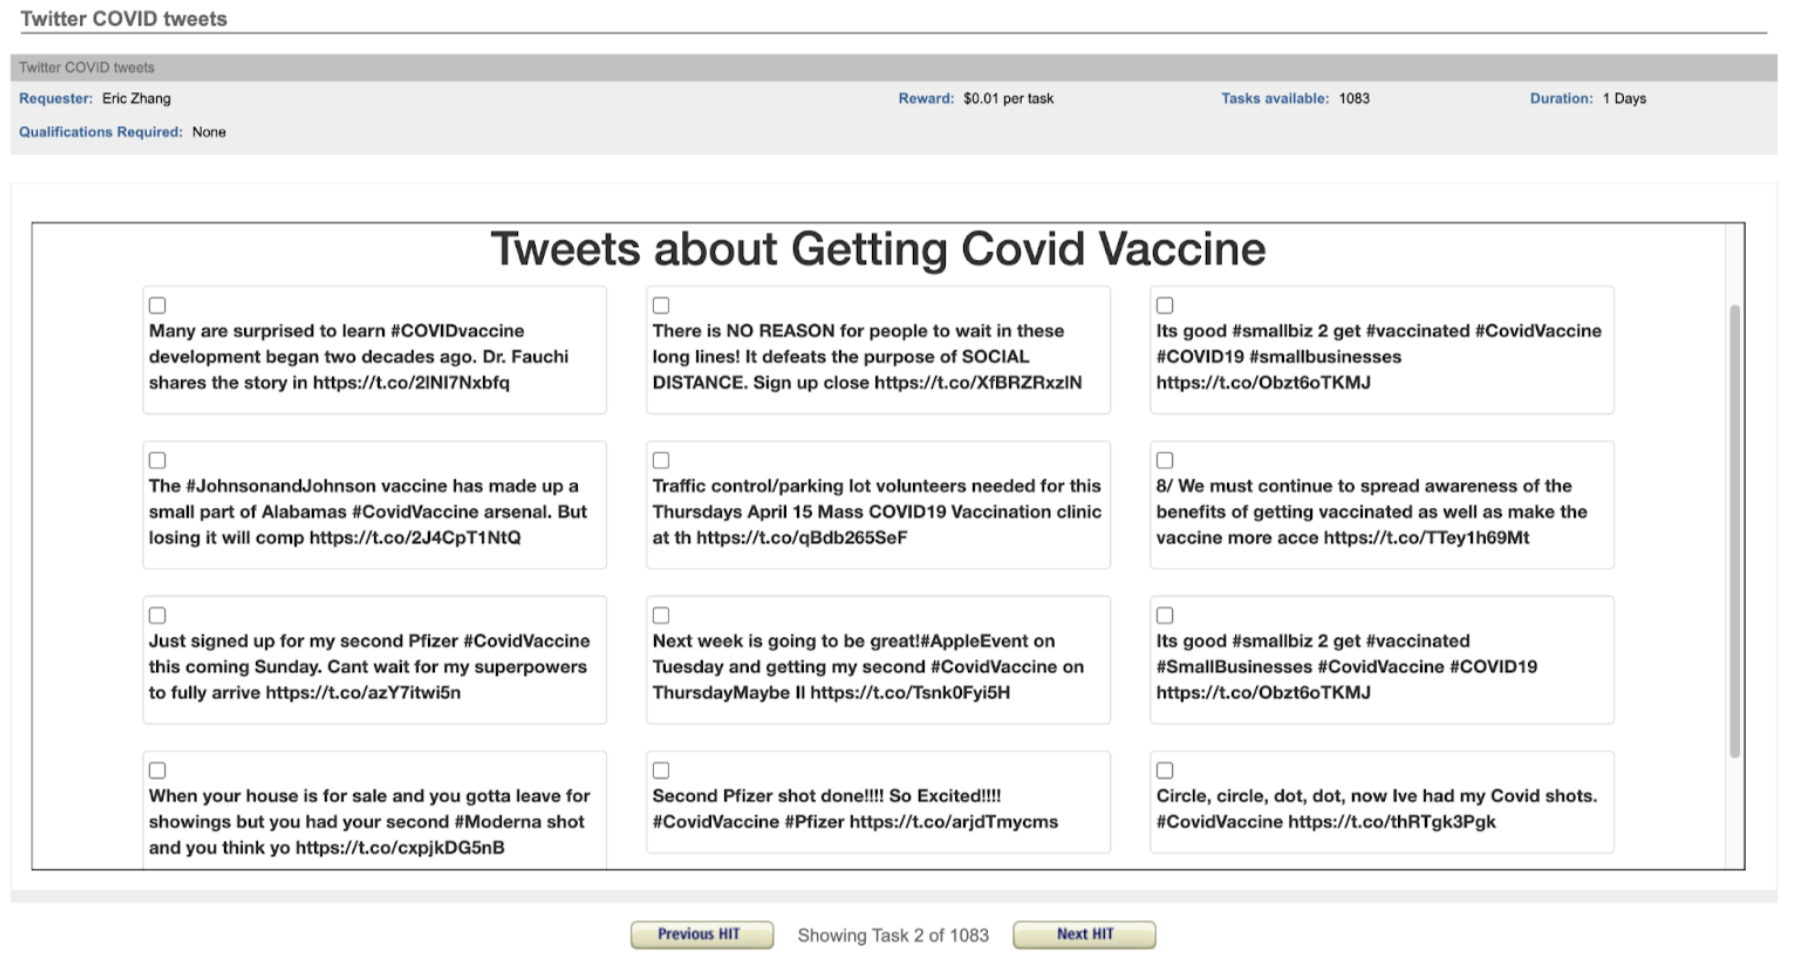 Twitter COVID tweets
Twitter COVID tweets
Requester: Eric Zhang
Reward: $0.01 per task
Tasks available: 1083
Duration: 1 Days
Qualifications Required: None
Tweets about Getting Covid Vaccine
Many are surprised to learn #COVIDvaccine
development began two decades ago. Dr. Fauchi
shares the story in https://t.co/2INI7Nxbfq
There is NO REASON for people to wait in these
long lines! It defeats the purpose of SOCIAL
DISTANCE. Sign up close https://t.co/XfBRZRxzIN
Its good #smallbiz 2 get #vaccinated #CovidVaccine
#COVID19 #smallbusinesses
https://t.co/Obzt6oTKMJ
The #JohnsonandJohnson vaccine has made up a
small part of Alabamas #CovidVaccine arsenal. But
losing it will comp https://t.co/2J4CpT1NtQ
Traffic control/parking lot volunteers needed for this
Thursdays April 15 Mass COVID19 Vaccination clinic
at th https://t.co/qBdb265SeF
8/ We must continue to spread awareness of the
benefits of getting vaccinated as well as make the
vaccine more acce https://t.co/TTey1h69Mt
Just signed up for my second Pfizer #CovidVaccine
this coming Sunday. Cant wait for my superpowers
to fully arrive https://t.co/azY7itwi5n
Next week is going to be great!#AppleEvent on
Tuesday and getting my second #CovidVaccine on
ThursdayMaybe Il https://t.co/Tsnk0Fyi5H
Its good #smallbiz 2 get #vaccinated
#SmallBusinesses #CovidVaccine #COVID19
https://t.co/Obzt6oTKMJ
When your house is for sale and you gotta leave for
showings but you had your second #Moderna shot
and you think yo https://t.co/cxpjkDG5nB
Second Pfizer shot done!!!! So Excited!!!!
#CovidVaccine #Pfizer https://t.co/arjdTmycms
Circle, circle, dot, dot, now Ive had my Covid shots.
#CovidVaccine https://t.co/thRTgk3Pgk
Previous HIT
Showing Task 2 of 1083
Next HIT